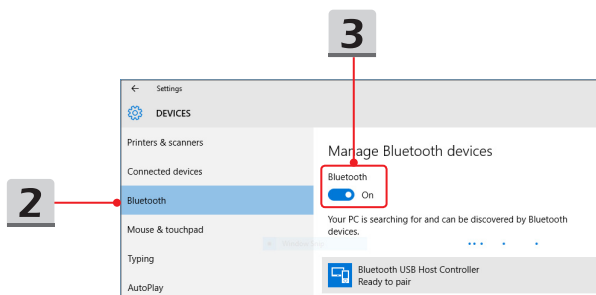 3
← Settings
DEVICES
Printers & scanners
Connected devices
2
Bluetooth
Mouse & touchpad
Typing
AutoPlay
Manage Bluetooth devices
Bluetooth
On
Your PC is searching for and can be discovered by Bluetooth
devices.
Bluetooth USB Host Controller
Ready to pair